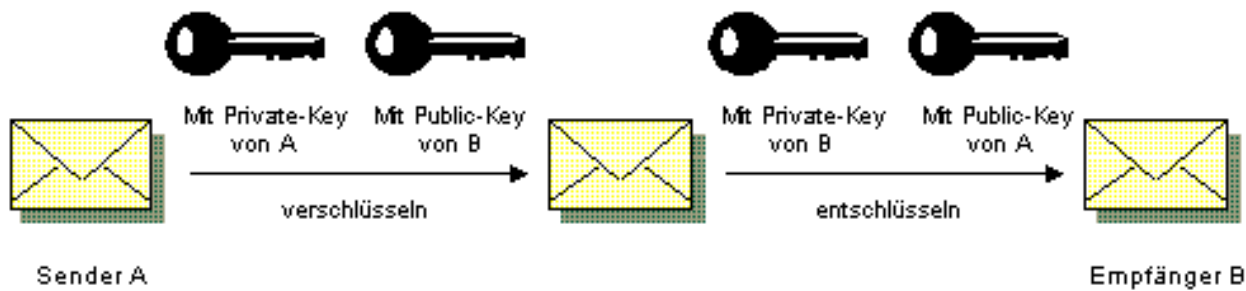 Mit Private-Key
von A
Mit Public-Key
von B
Mit Private-Key
von B
Mit Public-Key
von A
verschlüsseln
entschlüsseln
Sender A
Empfänger B